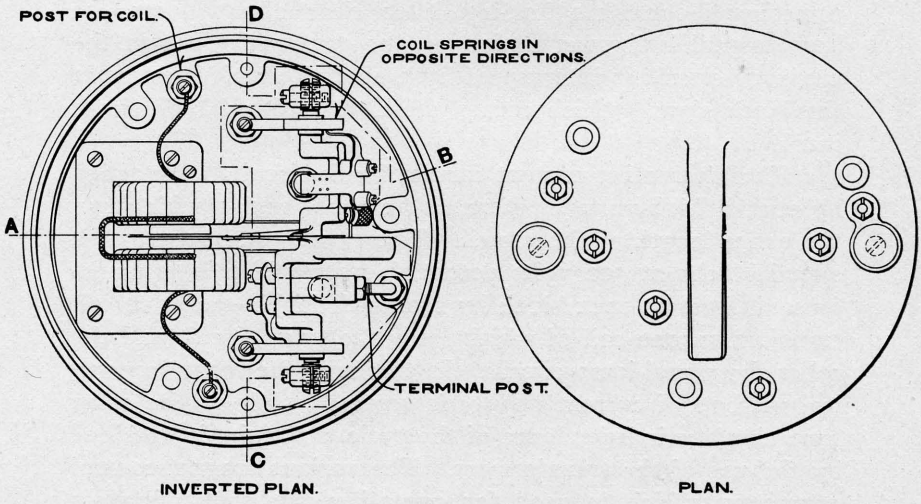 D
POST FOR COIL.
COIL SPRINGS IN
OPPOSITE DIRECTIONS.
B
A
TERMINAL POST.
C
INVERTED PLAN.
PLAN.